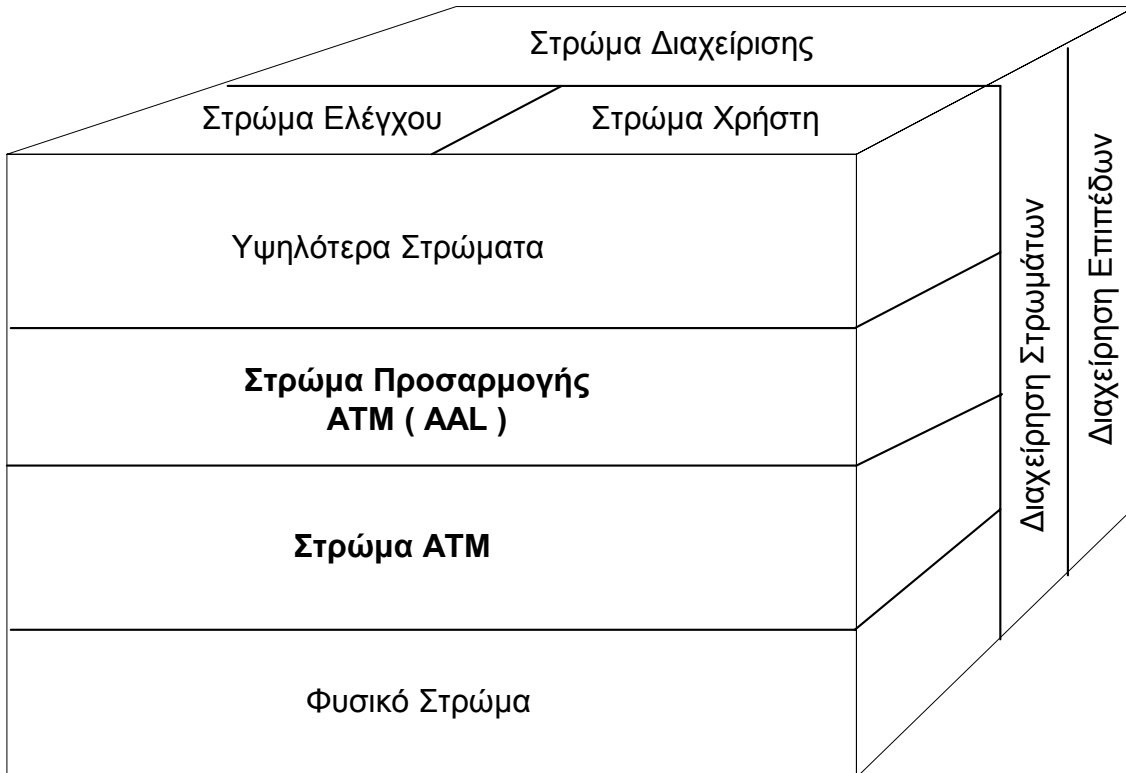 Στρώμα Διαχείρισης
Στρώμα Ελέγχου
Στρώμα Χρήστη
Υψηλότερα Στρώματα
Στρώμα Προσαρμογής
ATM ( AAL )
Στρώμα ATM
Φυσικό Στρώμα
Διαχείρηση Στρωμάτων
Διαχείρηση Επιπέδων